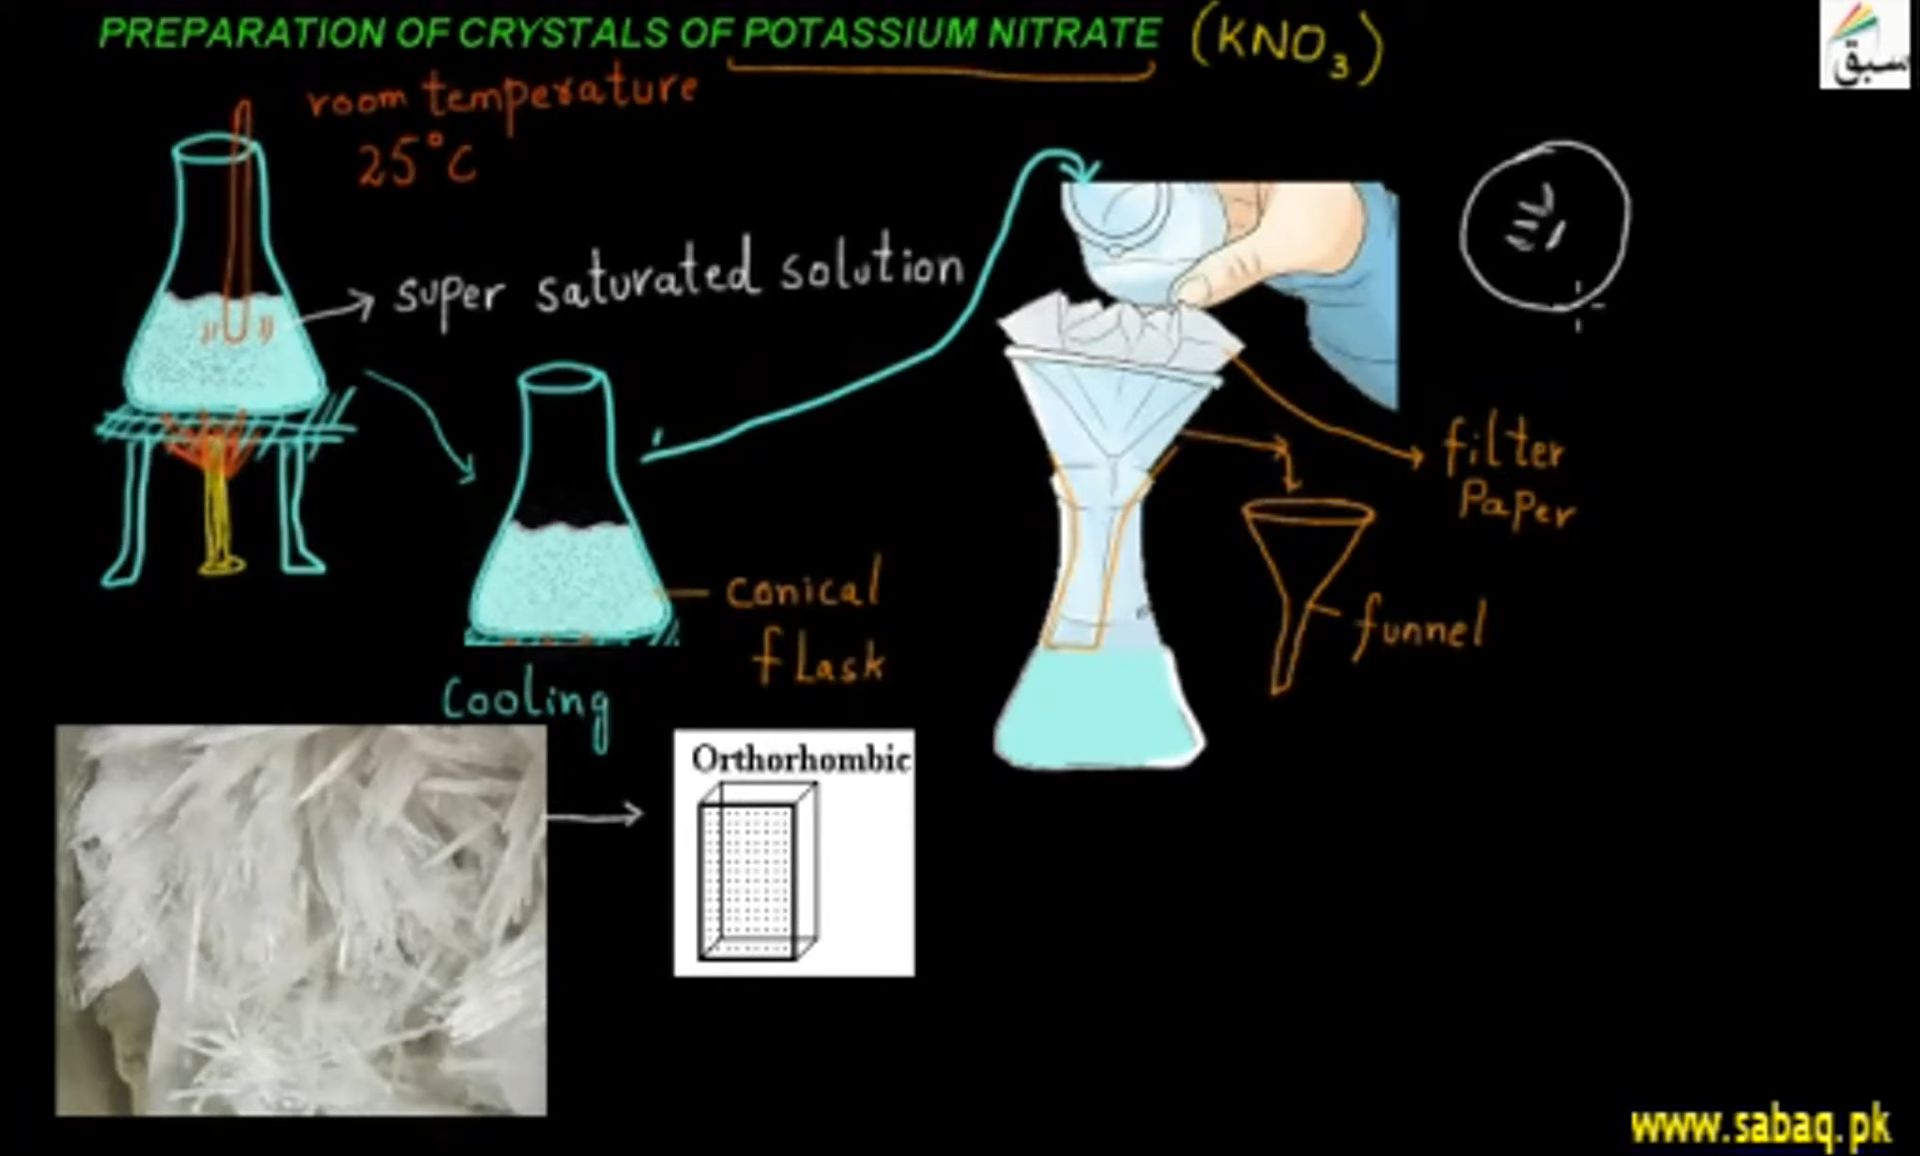 PREPARATION OF CRYSTALS OF POTASSIUM NITRATE (KNO₃)
سبق
room temperature
25°C
super saturated solution
filter
paper
conical
flask
funnel
Cooling
Orthorhombic
www.sabaq.pk